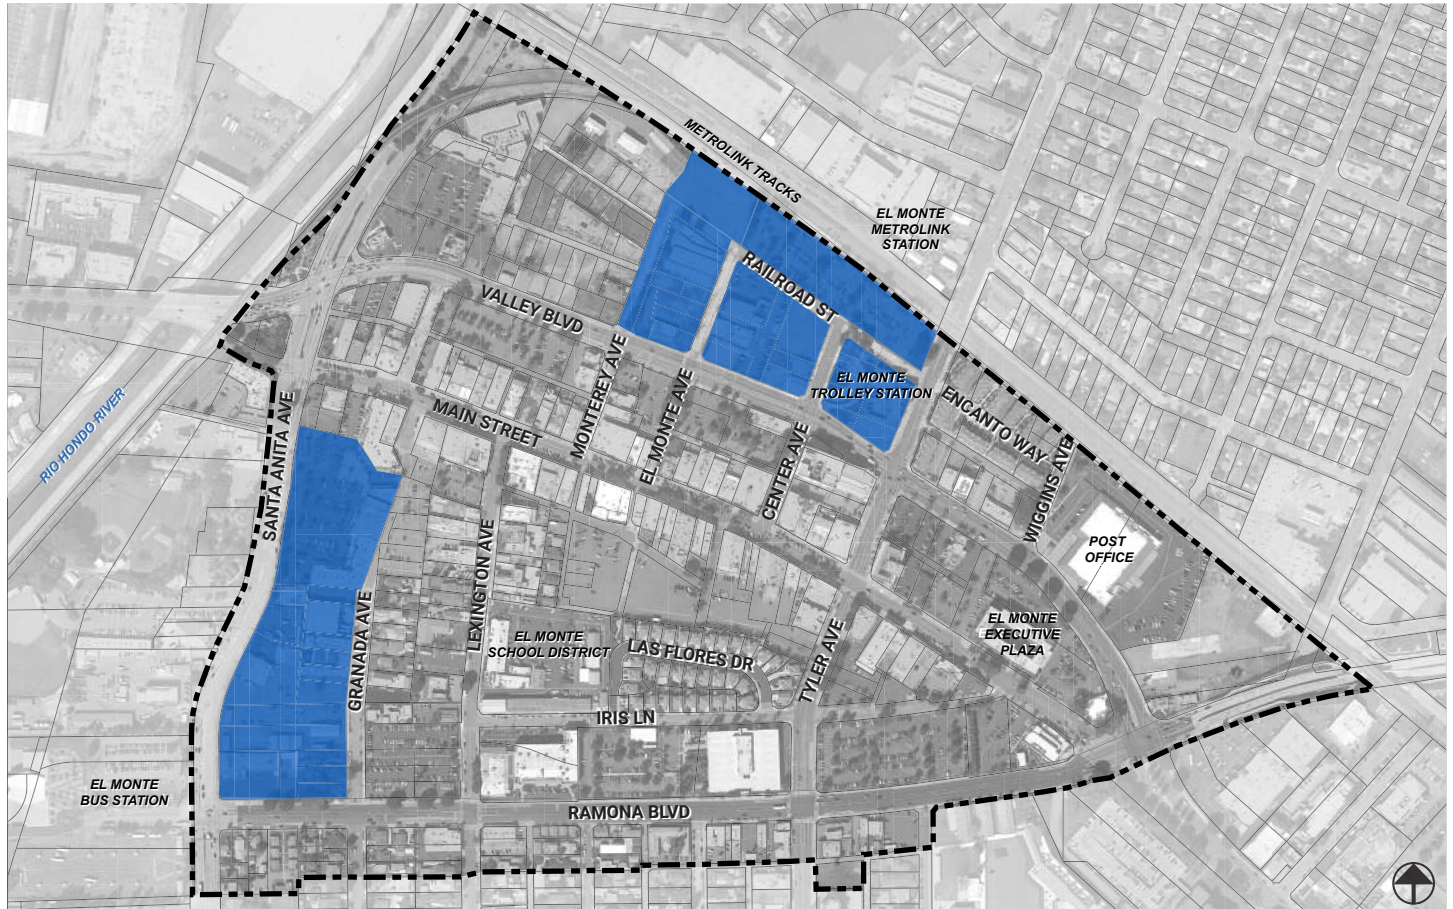 METROLINK TRACKS
EL MONTE
METROLINK
STATION
RAILROAD ST
VALLEY BLVD
EL MONTE
TROLLEY STATION
MONTEREY AVE
EL MONTE AVE
ENCANTO WAY
RIO HONDO RIVER
SANTA ANITA AVE
MAIN STREET
CENTER AVE
WIGGINS AVE
POST
OFFICE
LEXINGTON AVE
GRANADA AVE
EL MONTE
SCHOOL DISTRICT
LAS FLORES DR
TYLER AVE
EL MONTE
EXECUTIVE
PLAZA
IRIS LN
EL MONTE
BUS STATION
RAMONA BLVD